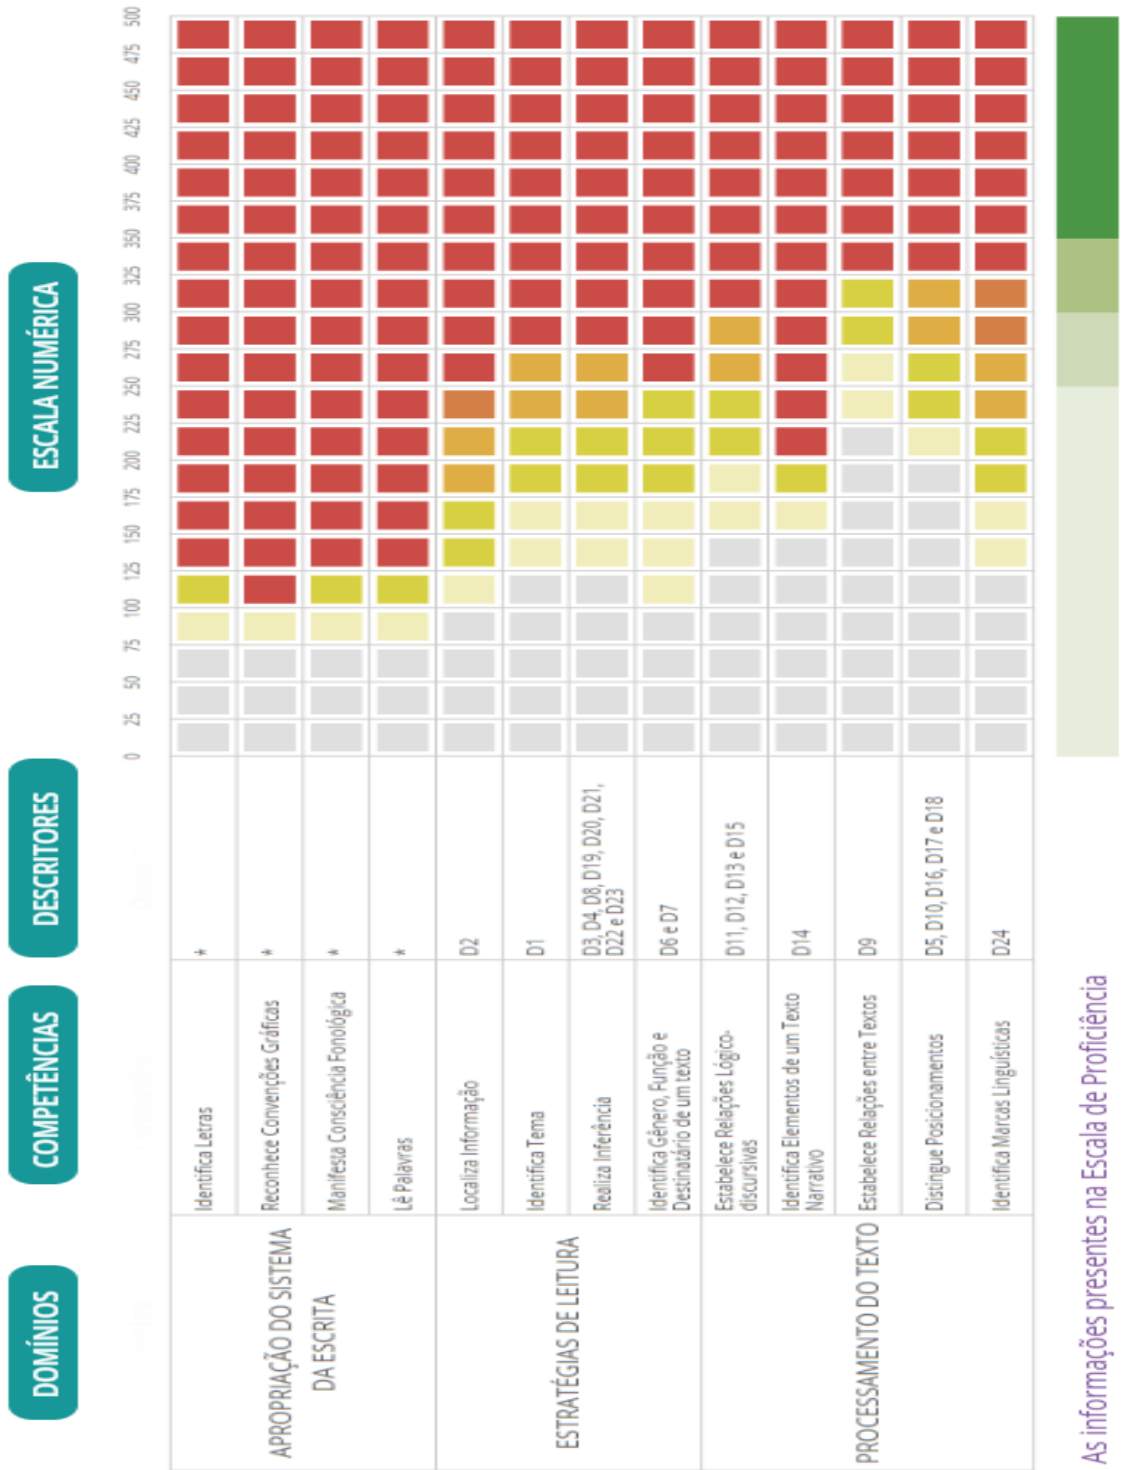 DOMÍNIOS
COMPETÊNCIAS
DESCRITORES
ESCALA NUMÉRICA
0 25 50 75 100 125 150 175 200 225 250 275 300 325 350 375 400 425 450 475 500
APROPRIAÇÃO DO SISTEMA
DA ESCRITA
Identifica Letras
*
Reconhece Convenções Gráficas
*
Manifesta Consciência Fonológica
*
Lê Palavras
*
ESTRATÉGIAS DE LEITURA
Localiza Informação
D2
Identifica Tema
D1
Realiza Inferência
D3, D4, D8, D19, D20, D21,
D22 e D23
Identifica Gênero, Função e
Destinatário de um texto
D6 e D7
PROCESSAMENTO DO TEXTO
Estabelece Relações Lógico-
discursivas
D11, D12, D13 e D15
Identifica Elementos de um Texto
Narrativo
D14
Estabelece Relações entre Textos
D9
Distingue Posicionamentos
D5, D10, D16, D17 e D18
Identifica Marcas Linguísticas
D24
As informações presentes na Escala de Proficiência